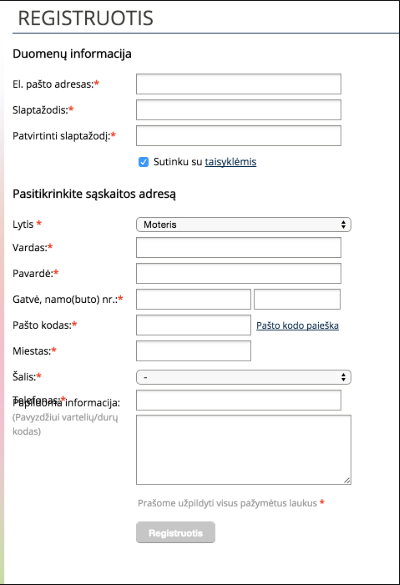 REGISTRUOTIS
Duomenų informacija
El. pašto adresas:*
Slaptažodis:*
Patvirtinti slaptažodį:*
Sutinku su taisyklėmis
Pasitikrinkite sąskaitos adresą
Lytis * Moteris
Vardas:*
Pavardė:*
Gatvė, namo(buto) nr.:*
Pašto kodas:* Pašto kodo paieška
Miestas:*
Šalis:* -
Telefonas:*
Papildoma informacija:
(Pavyzdžiui vartelių/durų
kodas)
Prašome užpildyti visus pažymėtus laukus *
Registruotis